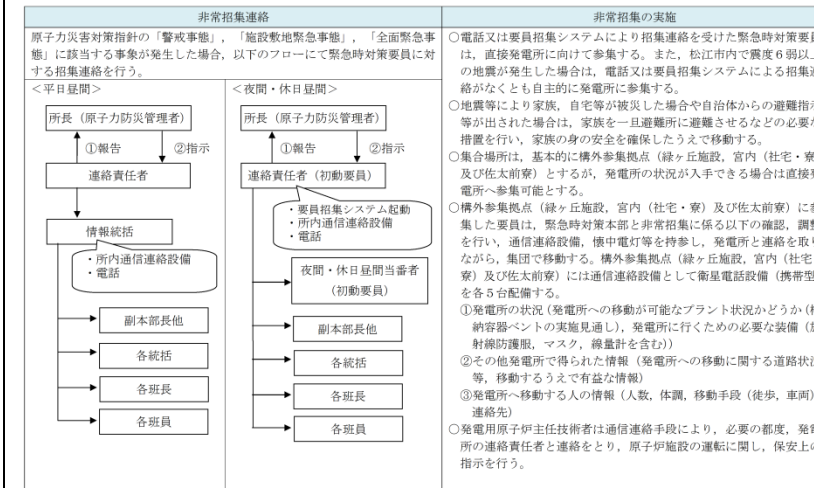 非常招集連絡
原子力災害対策指針の「警戒事態」,「施設敷地緊急事態」,「全面緊急事
態」に該当する事象が発生した場合,以下のフローにて緊急時対策要員に対
する招集連絡を行う。
<平日昼間>
所長(原子力防災管理者)
①報告 ②指示
連絡責任者
情報統括
・所内通信連絡設備
・電話
副本部長他
各統括
各班長
各班員
<夜間・休日昼間>
所長(原子力防災管理者)
①報告 ②指示
連絡責任者(初動要員)
・要員招集システム起動
・所内通信連絡設備
・電話
夜間・休日昼間当番者
(初動要員)
副本部長他
各統括
各班長
各班員
非常招集の実施
○電話又は要員招集システムにより招集連絡を受けた緊急時対策要
は,直接発電所に向けて参集する。また,松江市内で震度6弱以
の地震が発生した場合は,電話又は要員招集システムによる招集
絡がなくとも自主的に発電所に参集する。
○地震等により家族,自宅等が被災した場合や自治体からの避難指
等が出された場合は,家族を一旦避難所に避難させるなどの必要
措置を行い,家族の身の安全を確保したうえで移動する。
○集合場所は,基本的に構外参集拠点(緑ヶ丘施設,宮内(社宅・寮
及び佐太前寮)とするが,発電所の状況が入手できる場合は直接
電所へ参集可能とする。
○構外参集拠点(緑ヶ丘施設,宮内(社宅・寮)及び佐太前寮)に
集した要員は,緊急時対策本部と非常招集に係る以下の確認,調
を行い,通信連絡設備,懐中電灯等を持参し,発電所と連絡を取
ながら,集団で移動する。構外参集拠点(緑ヶ丘施設,宮内(社宅
寮)及び佐太前寮)には通信連絡設備として衛星電話設備(携帯型
を各5台配備する。
①発電所の状況(発電所への移動が可能なプラント状況かどうか(
納容器ベントの実施見通し),発電所に行くための必要な装備(
射線防護服,マスク,線量計を含む))
②その他発電所で得られた情報(発電所への移動に関する道路状
等,移動するうえで有益な情報)
③発電所へ移動する人の情報(人数,体調,移動手段(徒歩,車両)
連絡先)
○発電用原子炉主任技術者は通信連絡手段により,必要の都度,発
所の連絡責任者と連絡をとり,原子炉施設の運転に関し,保安上
指示を行う。